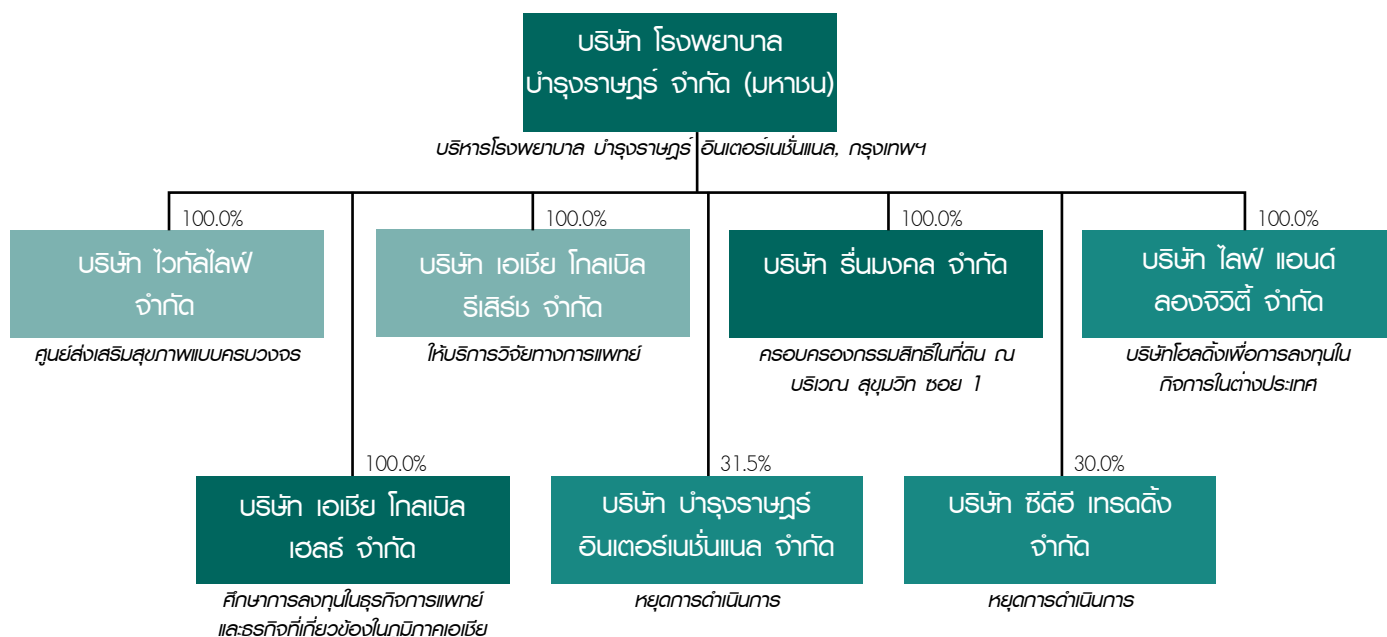 บริษัท โรงพยาบาล
บำรุงราษฎร์ จำกัด (มหาชน)
บริหารโรงพยาบาล บำรุงราษฎร์ อินเตอร์เนชั่นแนล, กรุงเทพฯ
100.0%
บริษัท ไวทัลไลฟ์
จำกัด
ศูนย์ส่งเสริมสุขภาพแบบครบวงจร
100.0%
บริษัท เอเชีย โกลเบิล
รีเสิร์ช จำกัด
ให้บริการวิจัยทางการแพทย์
100.0%
บริษัท รื่นมงคล จำกัด
ครอบครองกรรมสิทธิ์ในที่ดิน ณ
บริเวณ สุขุมวิท ซอย 1
100.0%
บริษัท ไลฟ์ แอนด์
ลองจิวิตี้ จำกัด
บริษัทโฮลดิ้งเพื่อการลงทุนใน
กิจการในต่างประเทศ
100.0%
บริษัท เอเชีย โกลเบิล
เฮลธ์ จำกัด
ศึกษาการลงทุนในธุรกิจการแพทย์
และธุรกิจที่เกี่ยวข้องในภูมิภาคเอเชีย
31.5%
บริษัท บำรุงราษฎร์
อินเตอร์เนชั่นแนล จำกัด
หยุดการดำเนินการ
30.0%
บริษัท ซีดีอี เทรดดิ้ง
จำกัด
หยุดการดำเนินการ